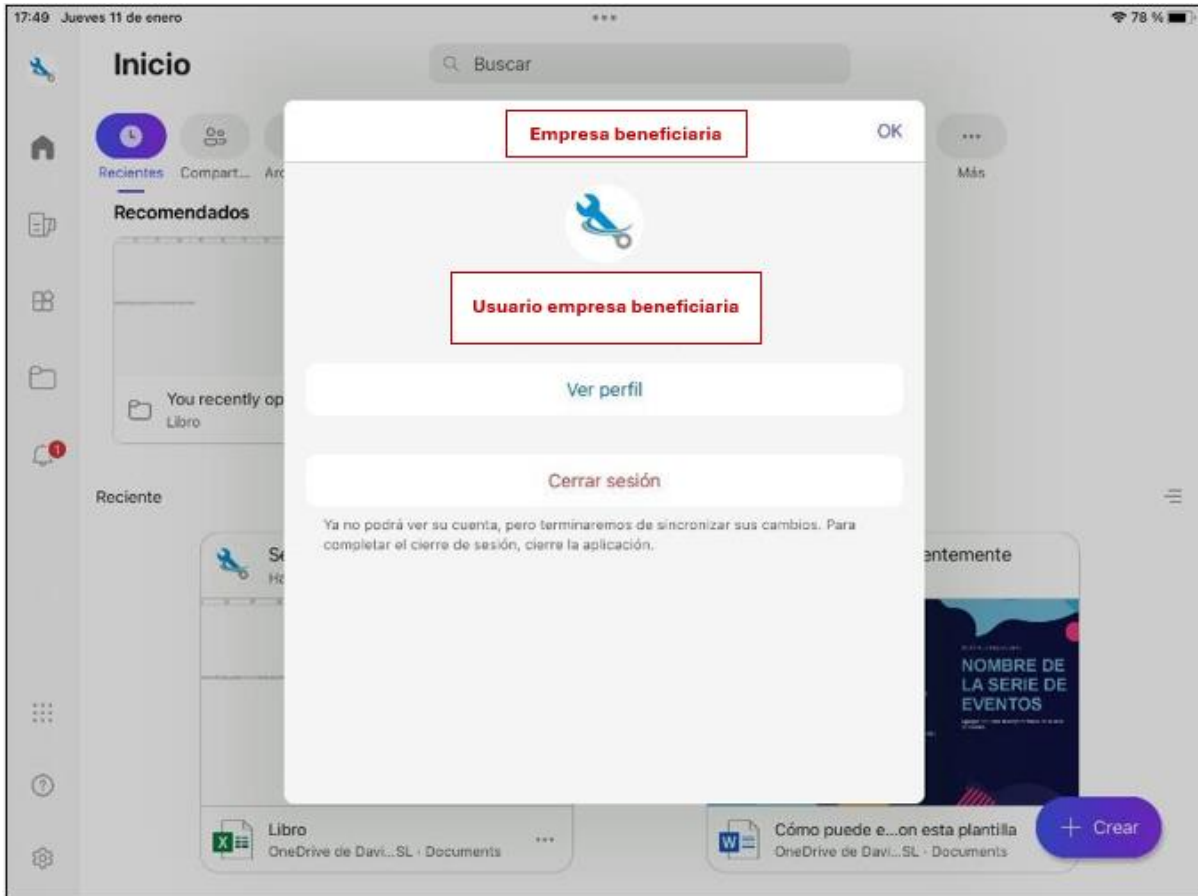 17:49 Jueves 11 de enero
78 %
Inicio
Buscar
Empresa beneficiaria
OK
Recientes
Compart...
Más
Recomendados
Usuario empresa beneficiaria
Ver perfil
You recently op
Libro
1
Cerrar sesión
Reciente
Ya no podrá ver su cuenta, pero terminaremos de sincronizar sus cambios. Para
completar el cierre de sesión, cierre la aplicación.
entemente
NOMBRE DE
LA SERIE DE
EVENTOS
Libro
OneDrive de Davi...SL · Documents
Cómo puede e...on esta plantilla
OneDrive de Davi...SL · Documents
+ Crear